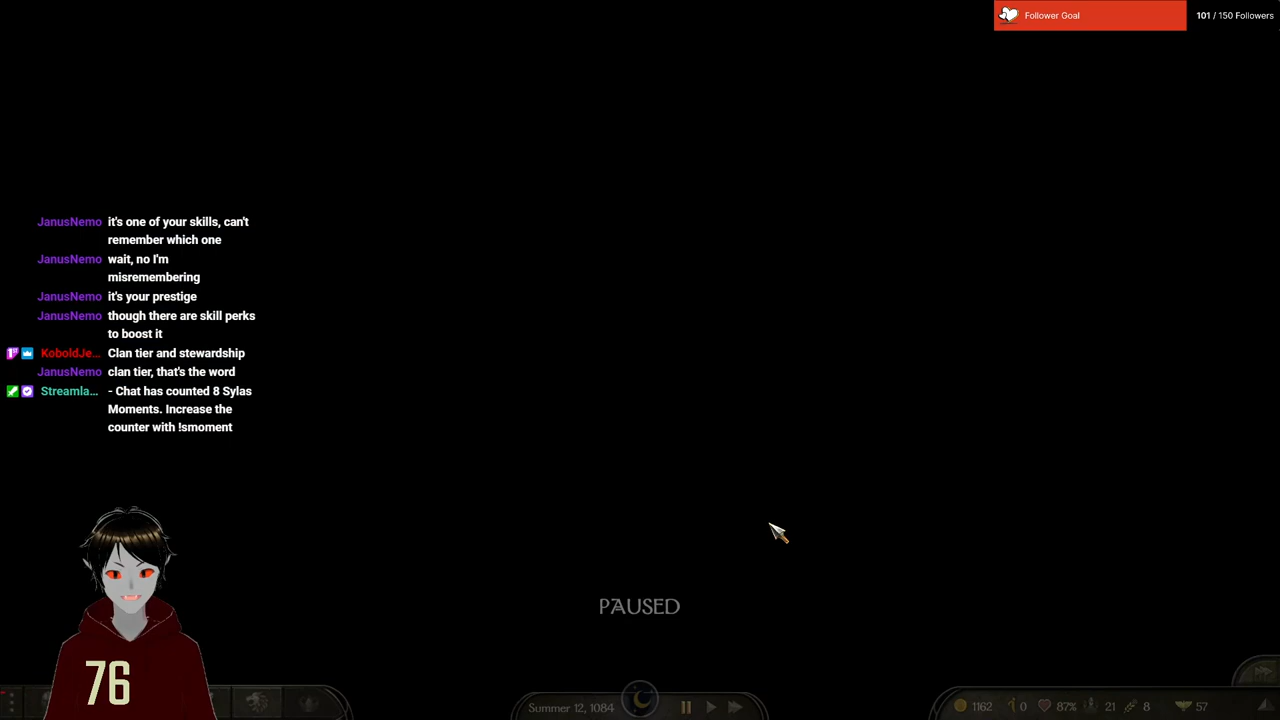 Follower Goal
101 / 150 Followers
JanusNemo it's one of your skills, can't
remember which one
JanusNemo wait, no I'm
misremembering
JanusNemo it's your prestige
JanusNemo though there are skill perks
to boost it
KoboldJe... Clan tier and stewardship
JanusNemo clan tier, that's the word
Streamla... - Chat has counted 8 Sylas
Moments. Increase the
counter with !smoment
PAUSED
76
Summer 12, 1084
1162 0 87% 21 8 57